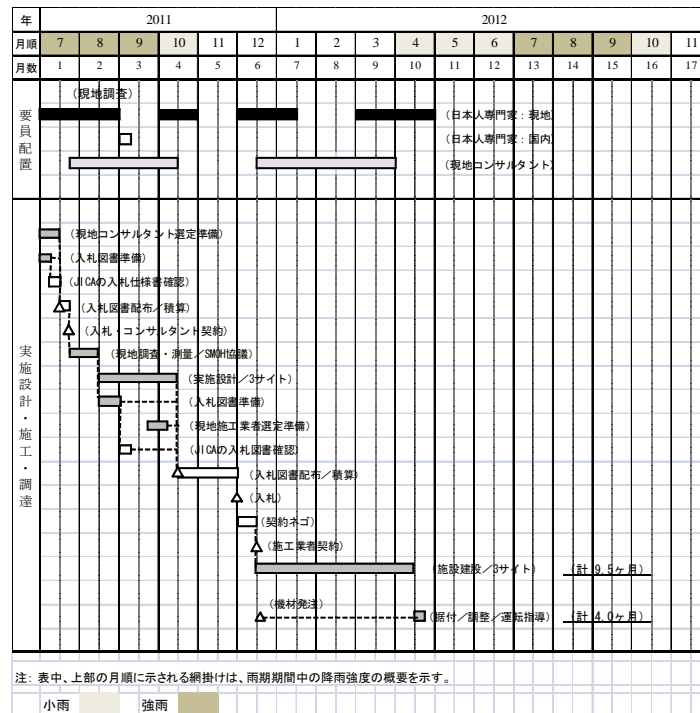 年 2011 2012
月順 7 8 9 10 11 12 1 2 3 4 5 6 7 8 9 10 11
月数 1 2 3 4 5 6 7 8 9 10 11 12 13 14 15 16 17
要員配置
(現地調査)
(日本人専門家：現地)
(日本人専門家：国内)
(現地コンサルタント)
実施設計・施工・調達
(現地コンサルタント選定準備)
(入札図書準備)
(JICAの入札仕様書確認)
(入札図書配布／積算)
(入札・コンサルタント契約)
(現地調査・測量／SMOH協議)
(実施設計／3サイト)
(入札図書準備)
(現地施工業者選定準備)
(JICAの入札図書確認)
(入札図書配布／積算)
(入札)
(契約ネゴ)
(施工業者契約)
(施設建設／3サイト) (計 9.5ヶ月)
(機材発注)
(据付／調整／運転指導) (計 4.0ヶ月)
注: 表中、上部の月順に示される網掛けは、雨期期間中の降雨強度の概要を示す。
小雨 強雨